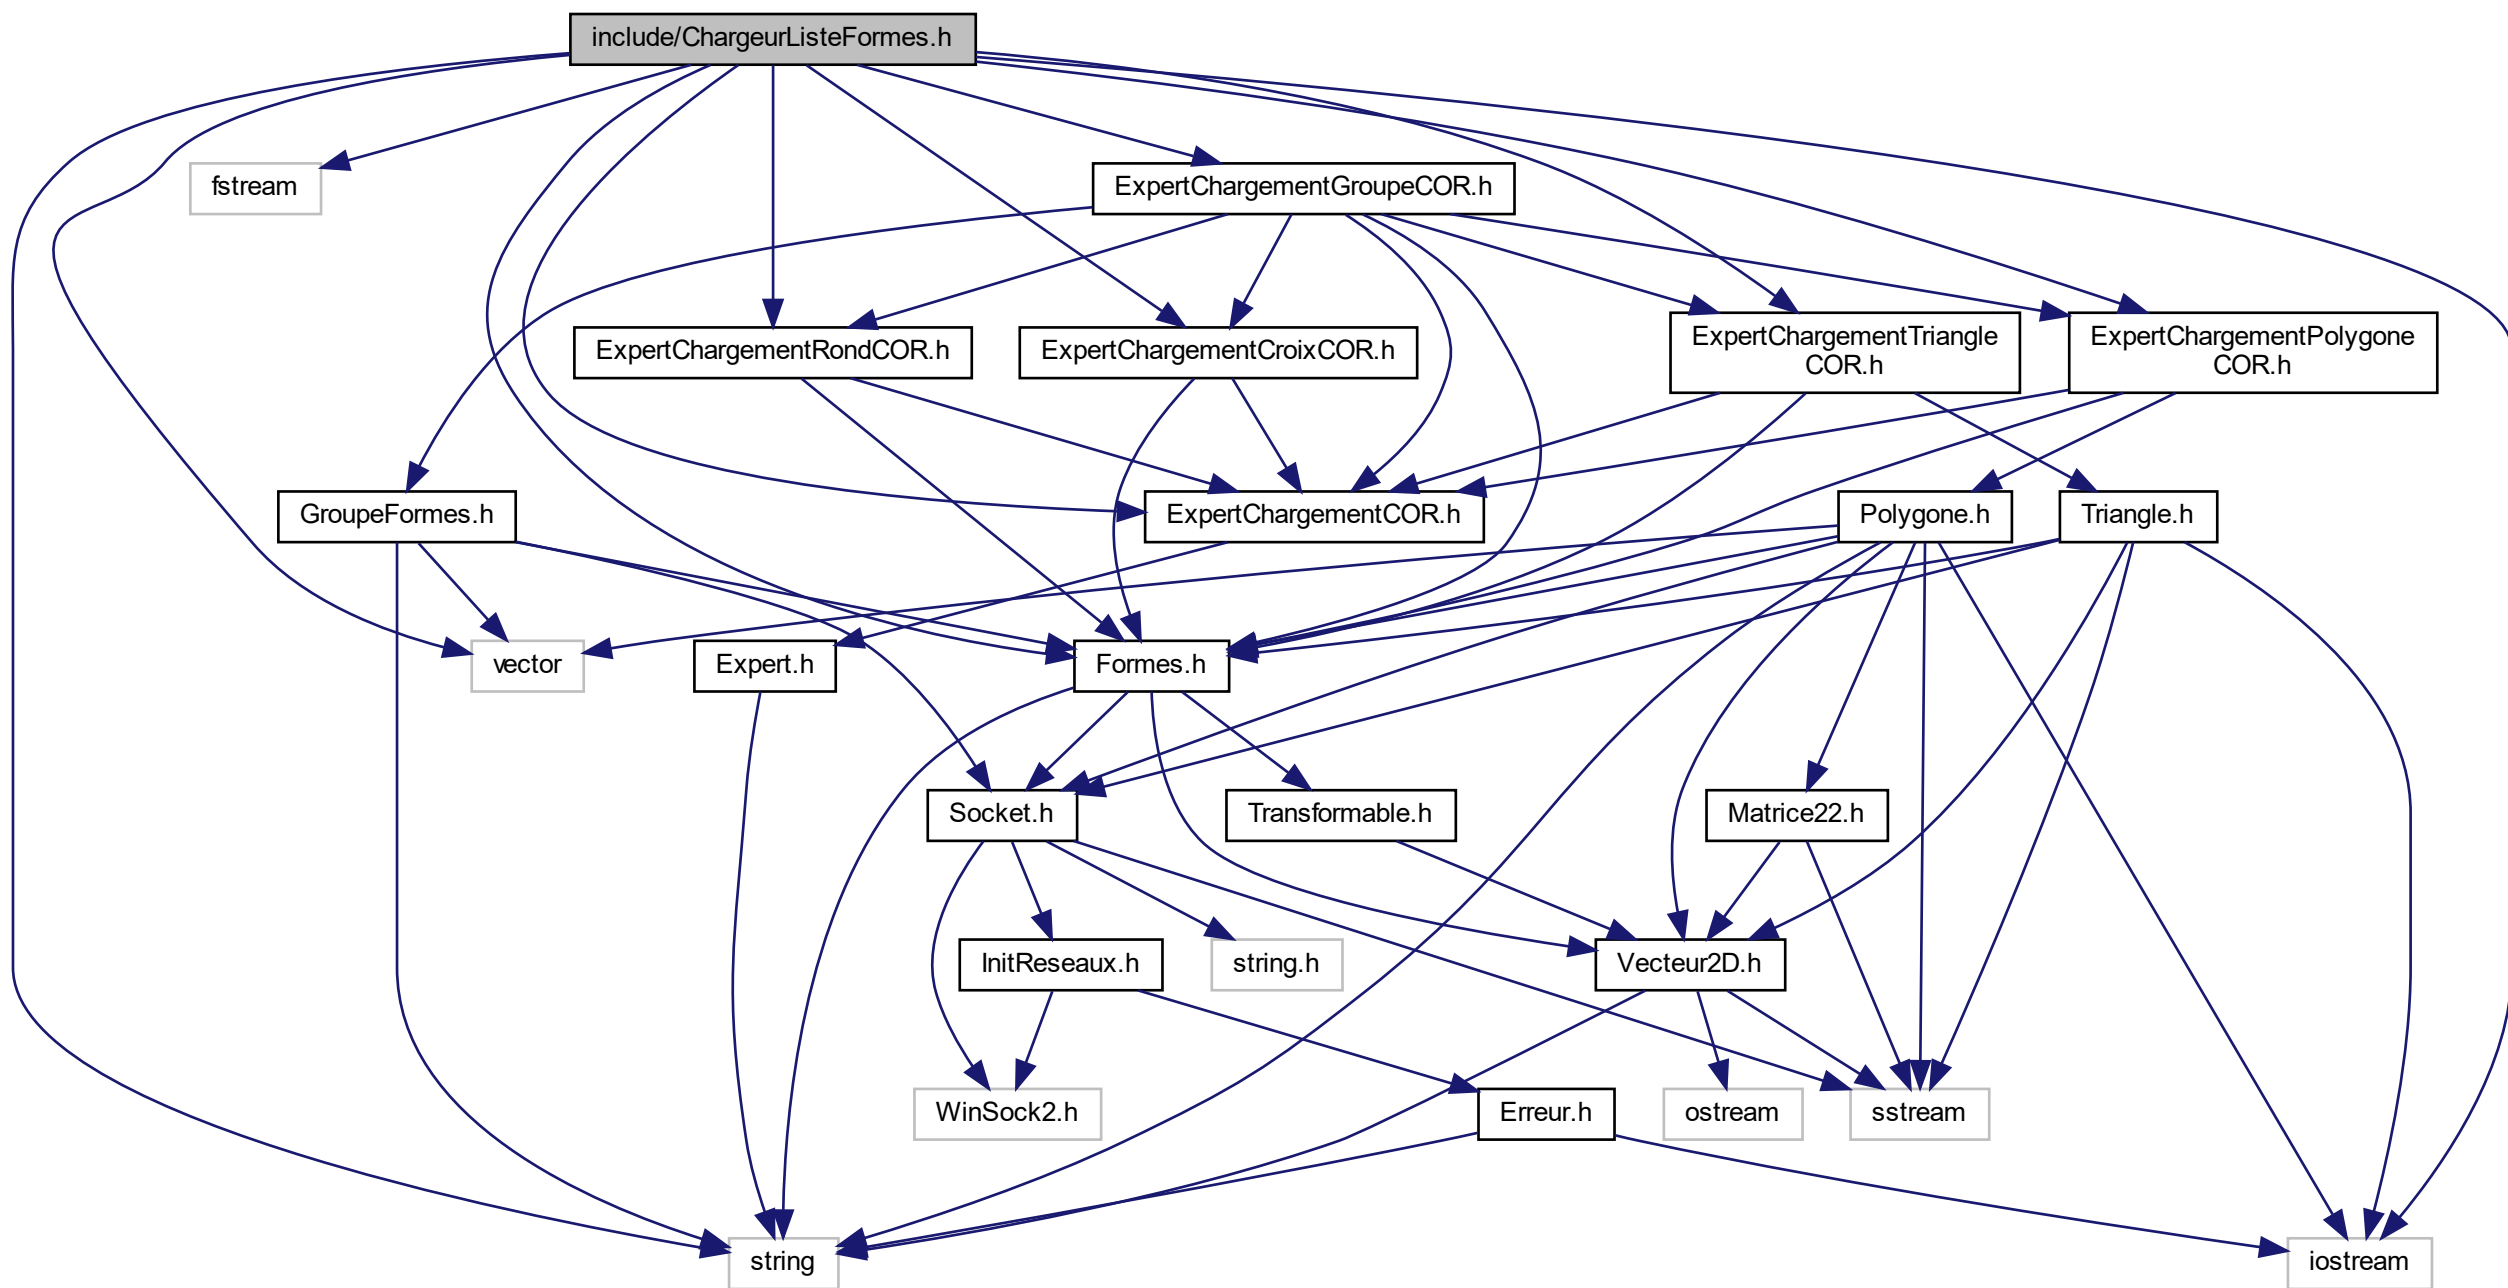 include/ChargeurListeFormes.h
fstream
ExpertChargementGroupeCOR.h
ExpertChargementRondCOR.h
ExpertChargementCroixCOR.h
ExpertChargementTriangle
COR.h
ExpertChargementPolygone
COR.h
GroupeFormes.h
ExpertChargementCOR.h
Polygone.h
Triangle.h
vector
Expert.h
Formes.h
Socket.h
Transformable.h
Matrice22.h
InitReseaux.h
string.h
Vecteur2D.h
WinSock2.h
Erreur.h
ostream
sstream
string
iostream